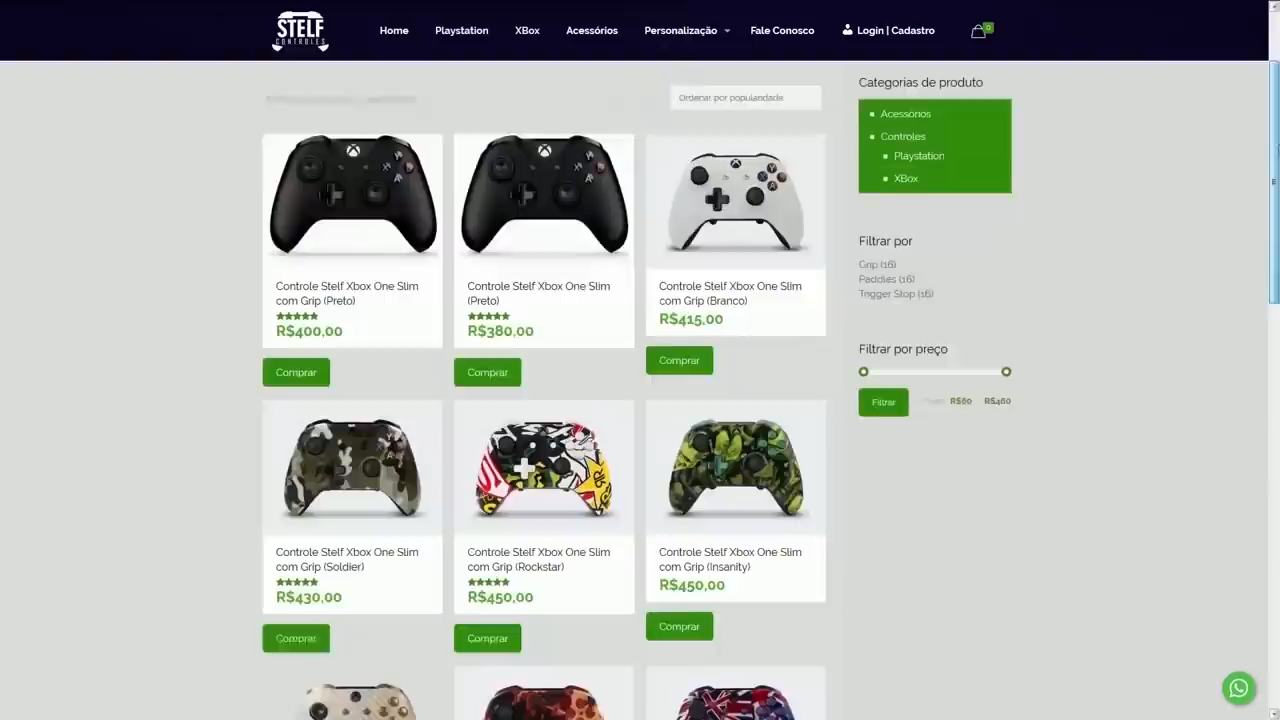 STELF
CONTROLES
Home
Playstation
XBox
Acessórios
Personalização
Fale Conosco
Login | Cadastro
0
Ordenar por popularidade
Controle Stelf Xbox One Slim
com Grip (Preto)
R$400,00
Comprar
Controle Stelf Xbox One Slim
(Preto)
R$380,00
Comprar
Controle Stelf Xbox One Slim
com Grip (Branco)
R$415,00
Comprar
Controle Stelf Xbox One Slim
com Grip (Soldier)
R$430,00
Comprar
Controle Stelf Xbox One Slim
com Grip (Rockstar)
R$450,00
Comprar
Controle Stelf Xbox One Slim
com Grip (Insanity)
R$450,00
Comprar
Categorias de produto
Acessórios
Controles
Playstation
XBox
Filtrar por
Grip (16)
Paddles (16)
Trigger Stop (16)
Filtrar por preço
Filtrar
R$60
R$460